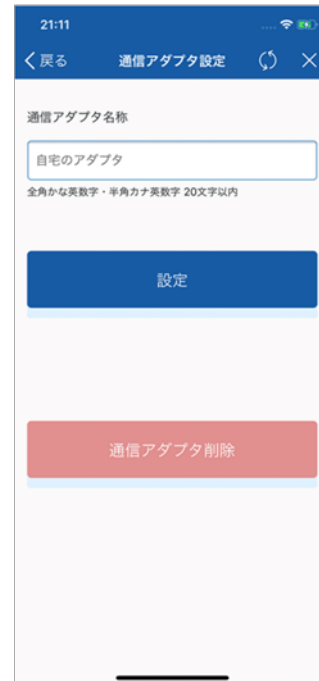 21:11
戻る
通信アダプタ設定
通信アダプタ名称
自宅のアダプタ
全角かな英数字・半角カナ英数字 20文字以内
設定
通信アダプタ削除